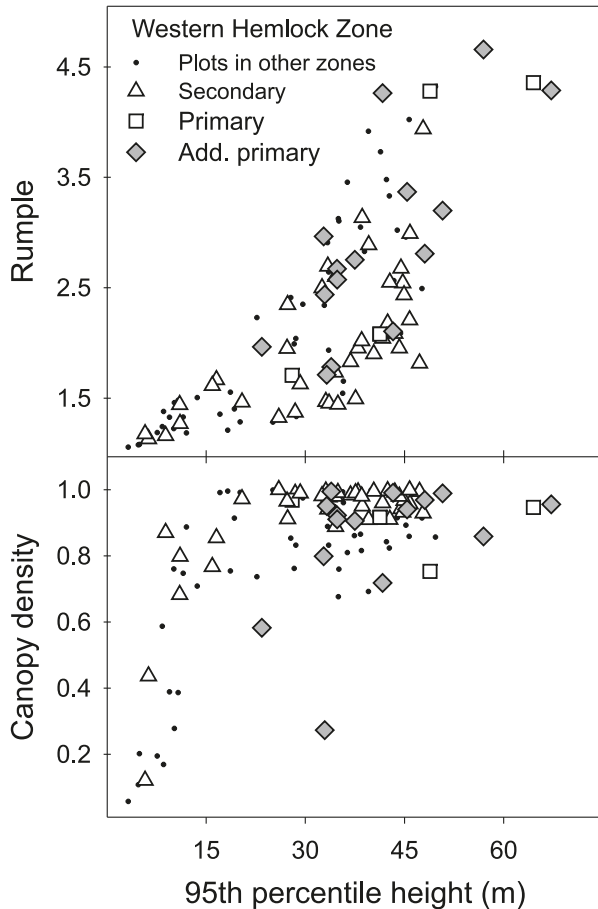 Western Hemlock Zone
Plots in other zones
Secondary
Primary
Add. primary
Rumple
4.5
3.5
2.5
1.5
Canopy density
1.0
0.8
0.6
0.4
0.2
15 30 45 60
95th percentile height (m)